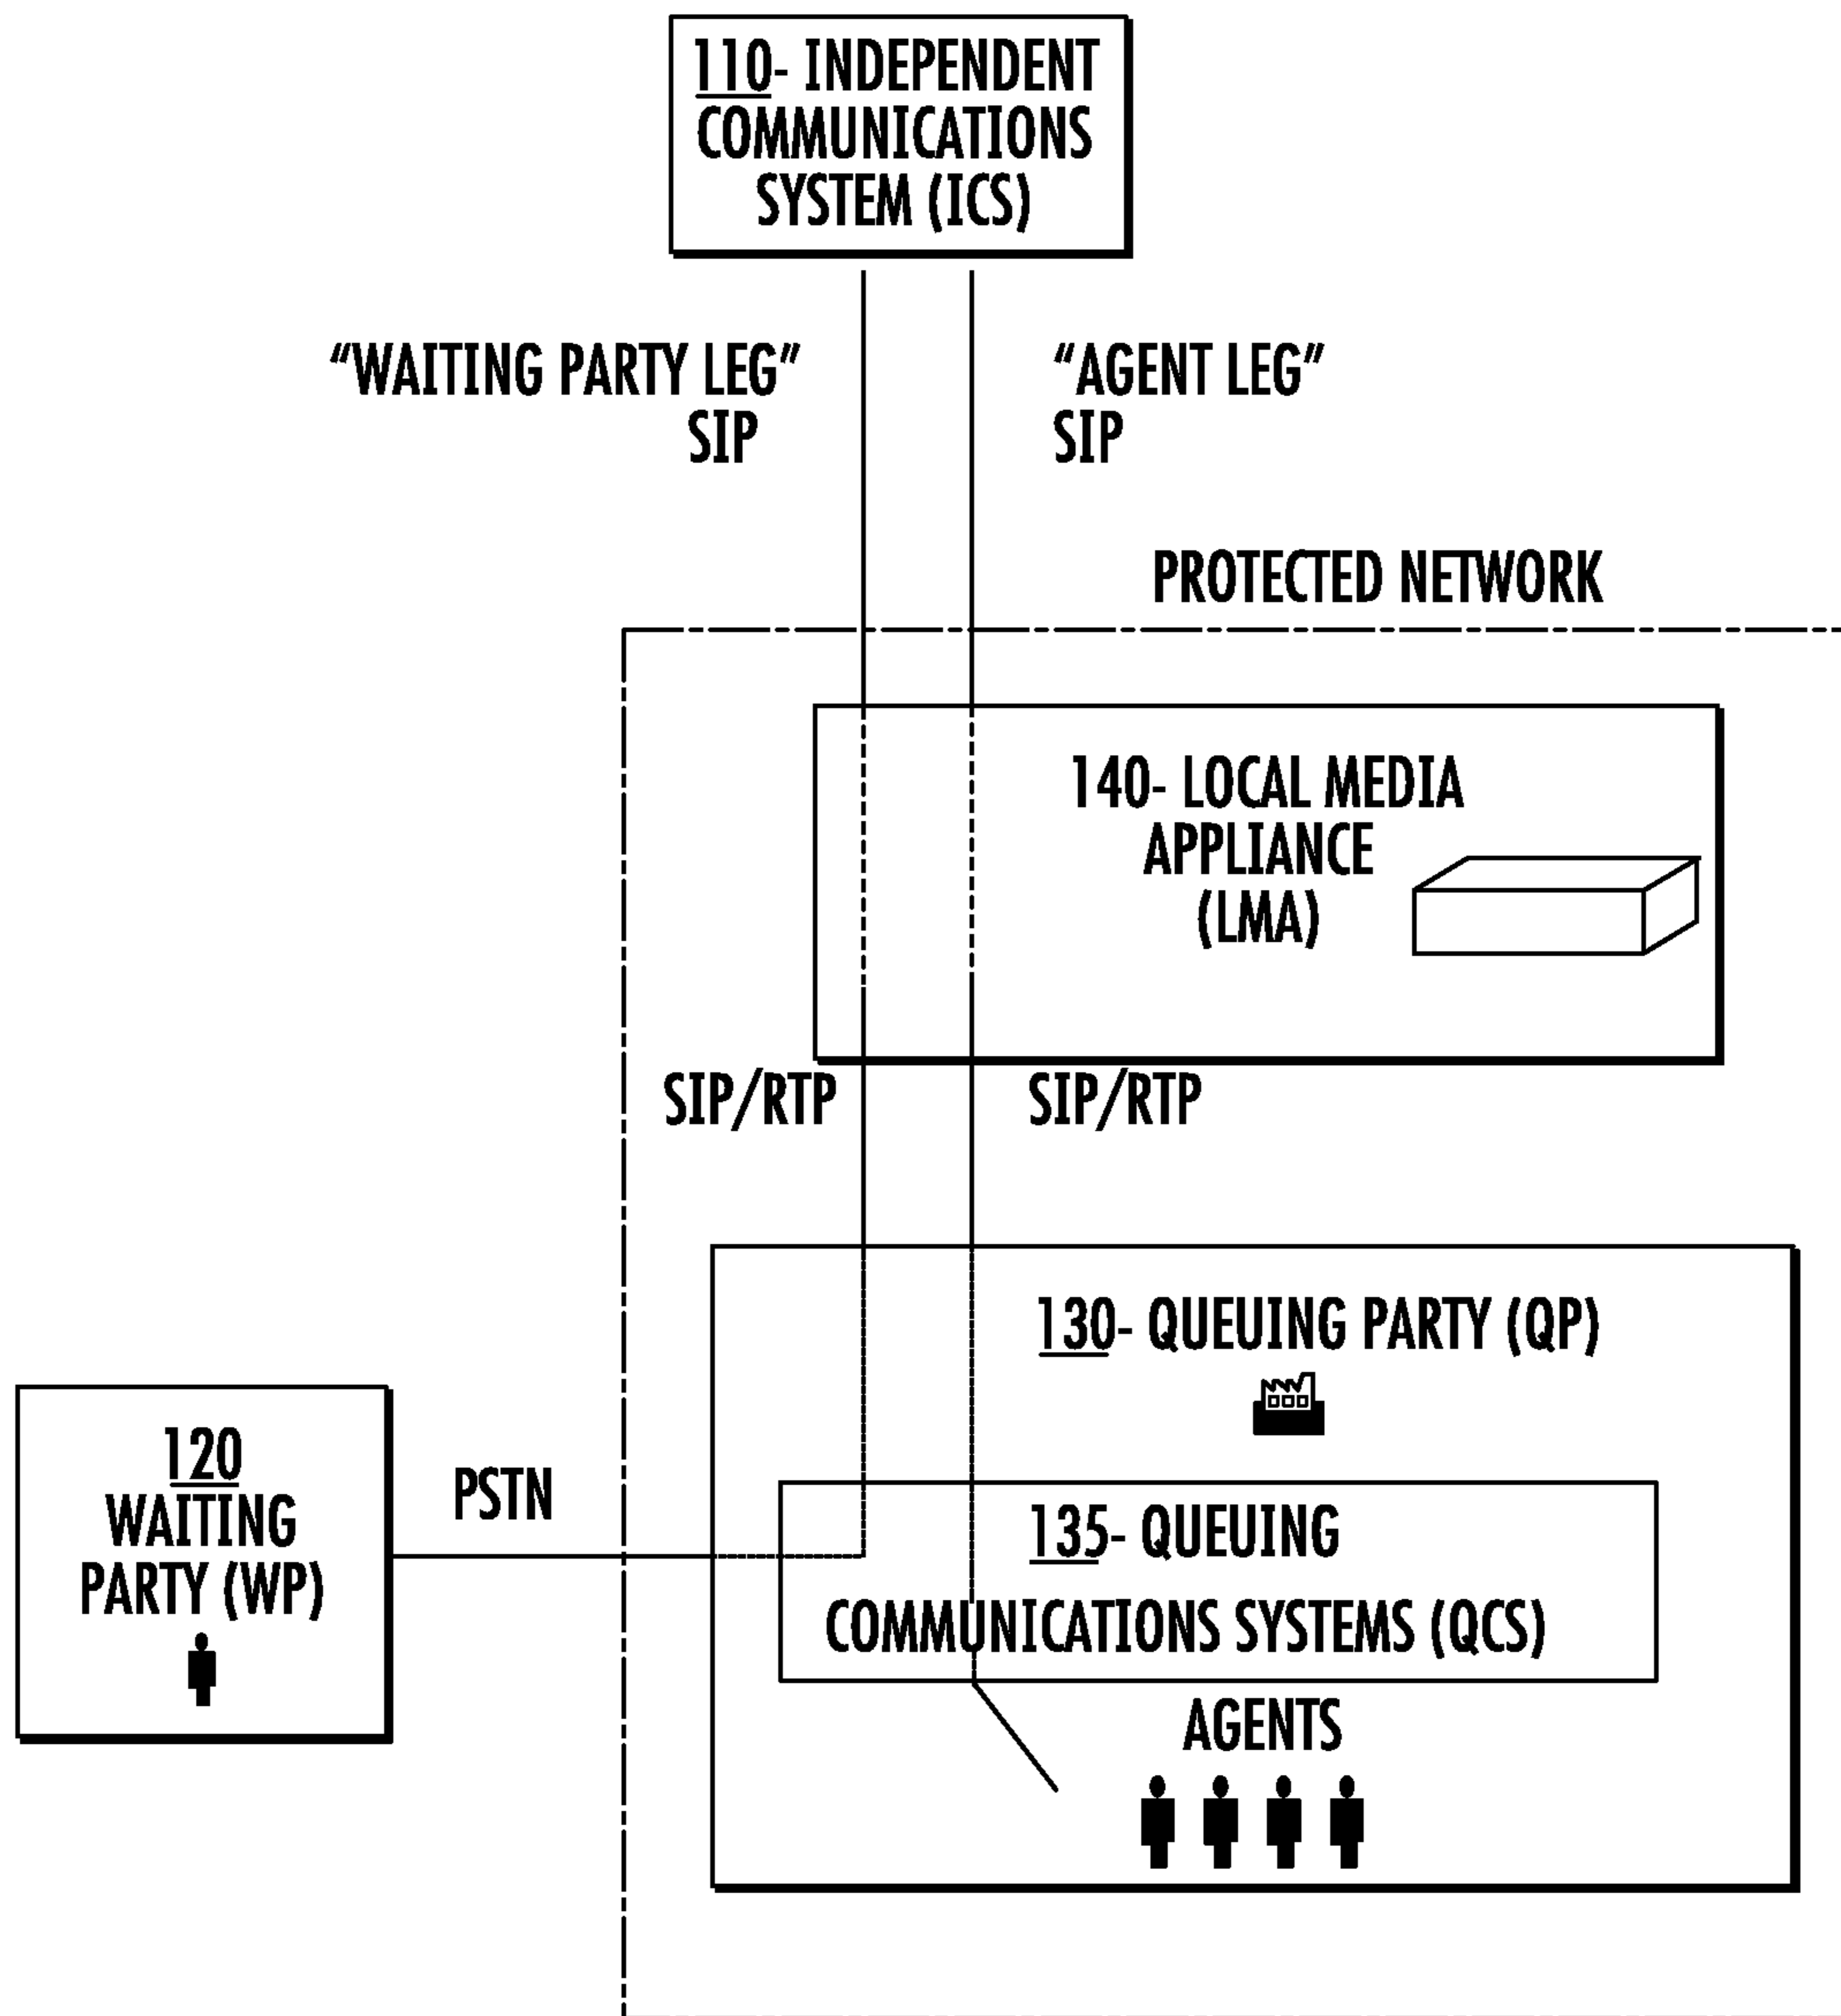 110- INDEPENDENT
COMMUNICATIONS
SYSTEM (ICS)
"WAITING PARTY LEG"
SIP
"AGENT LEG"
SIP
PROTECTED NETWORK
140- LOCAL MEDIA
APPLIANCE
(LMA)
SIP/RTP
SIP/RTP
130- QUEUING PARTY (QP)
120
WAITING
PARTY (WP)
PSTN
135- QUEUING
COMMUNICATIONS SYSTEMS (QCS)
AGENTS